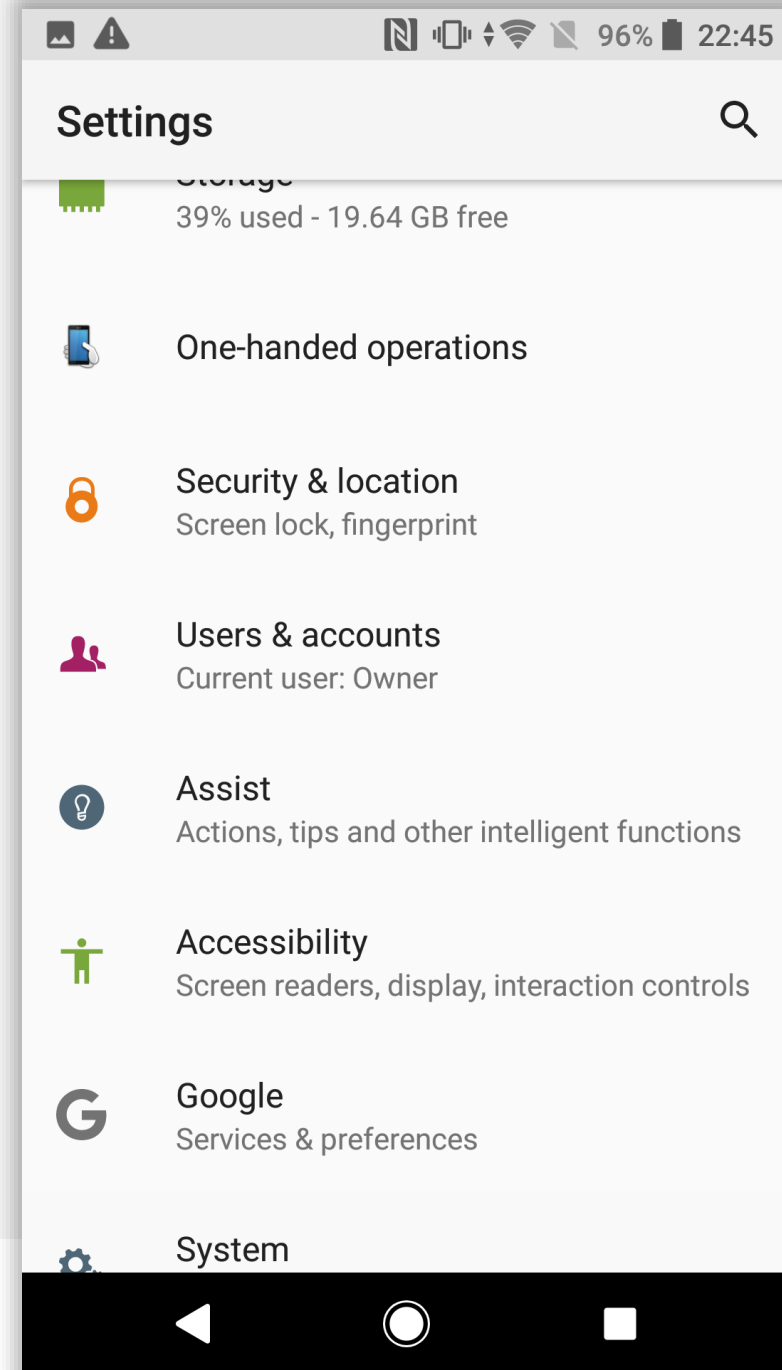 96% 22:45
Settings
Storage
39% used - 19.64 GB free
One-handed operations
Security & location
Screen lock, fingerprint
Users & accounts
Current user: Owner
Assist
Actions, tips and other intelligent functions
Accessibility
Screen readers, display, interaction controls
Google
Services & preferences
System